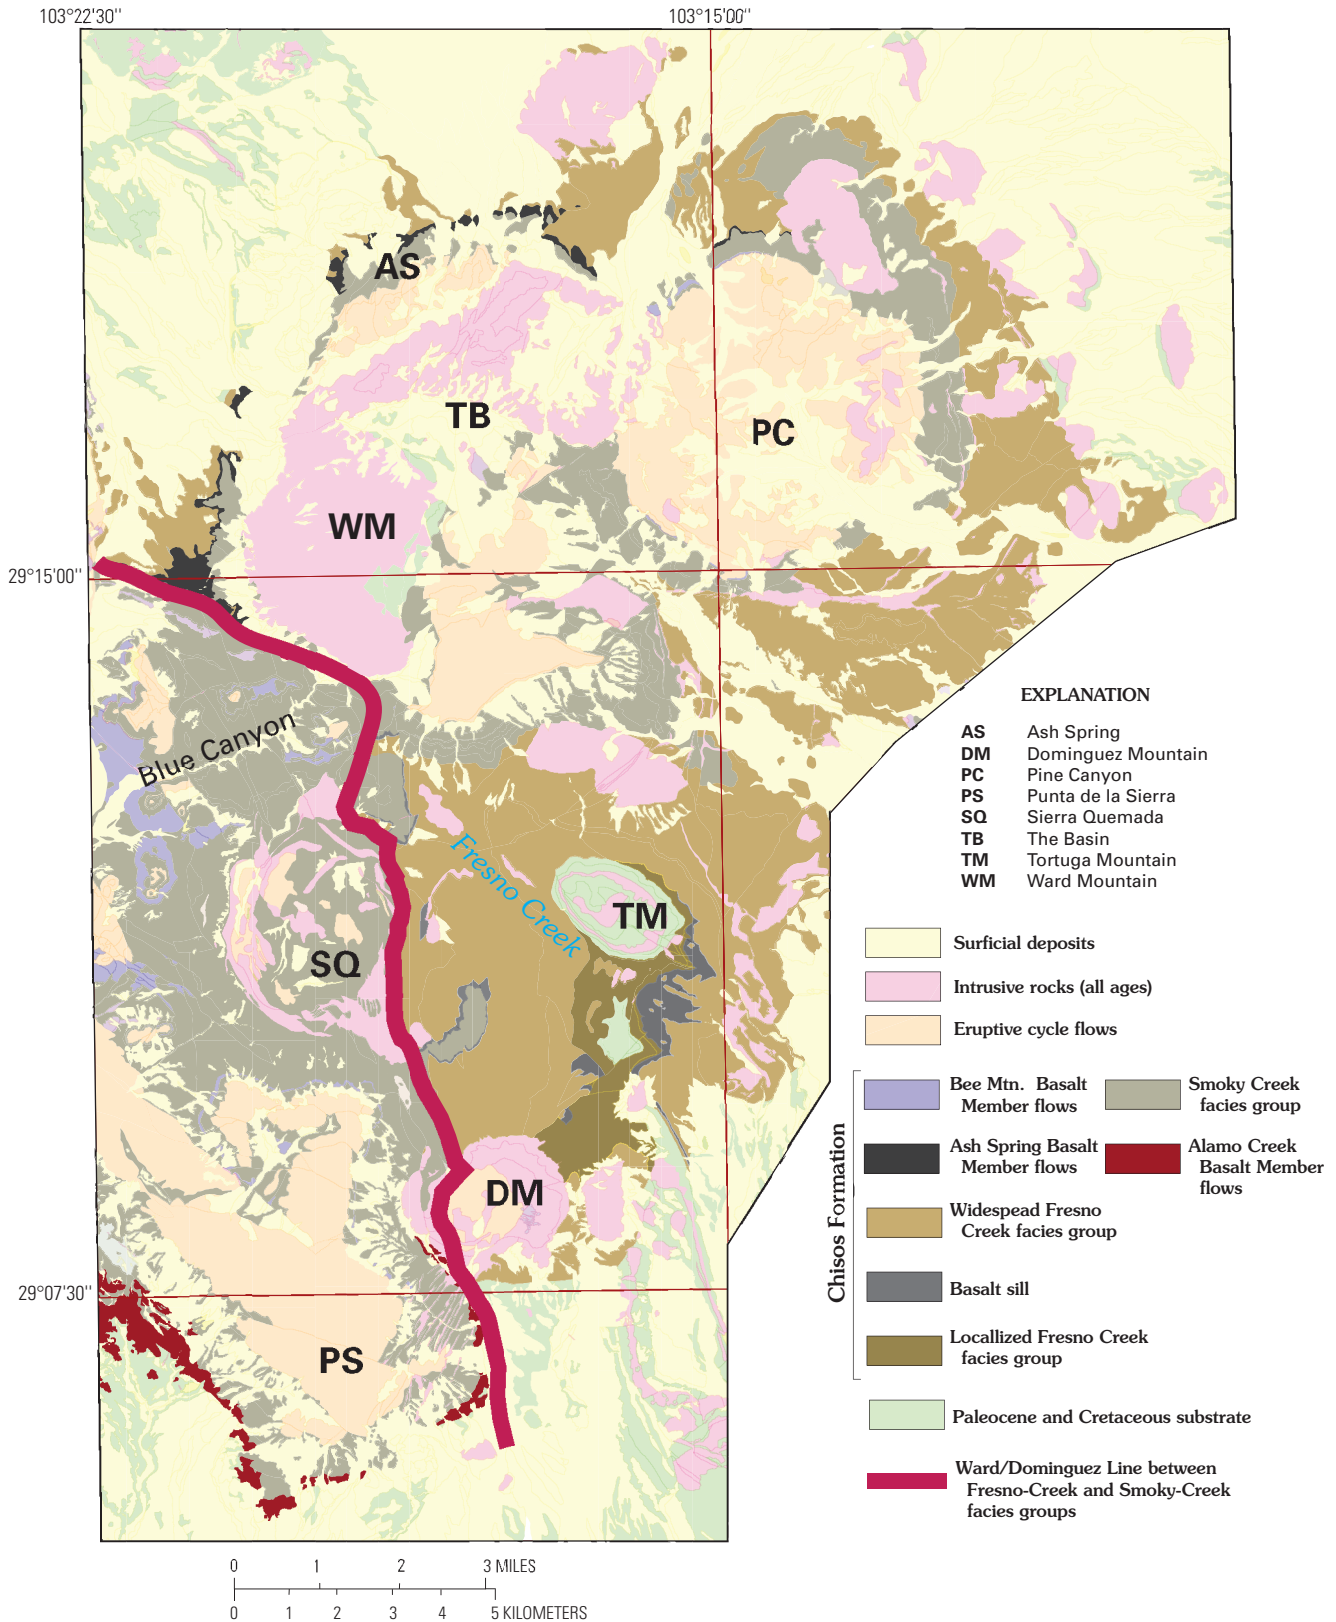 103°22'30"
103°15'00"
AS
TB
PC
WM
29°15'00"
Blue Canyon
Fresno Creek
TM
SQ
DM
29°07'30"
PS
EXPLANATION
AS Ash Spring
DM Dominguez Mountain
PC Pine Canyon
PS Punta de la Sierra
SQ Sierra Quemada
TB The Basin
TM Tortuga Mountain
WM Ward Mountain
Surficial deposits
Intrusive rocks (all ages)
Eruptive cycle flows
Chisos Formation
Bee Mtn. Basalt
Member flows
Smoky Creek
facies group
Ash Spring Basalt
Member flows
Alamo Creek
Basalt Member
flows
Widespead Fresno
Creek facies group
Basalt sill
Locallized Fresno Creek
facies group
Paleocene and Cretaceous substrate
Ward/Dominguez Line between
Fresno-Creek and Smoky-Creek
facies groups
0 1 2 3 MILES
0 1 2 3 4 5 KILOMETERS